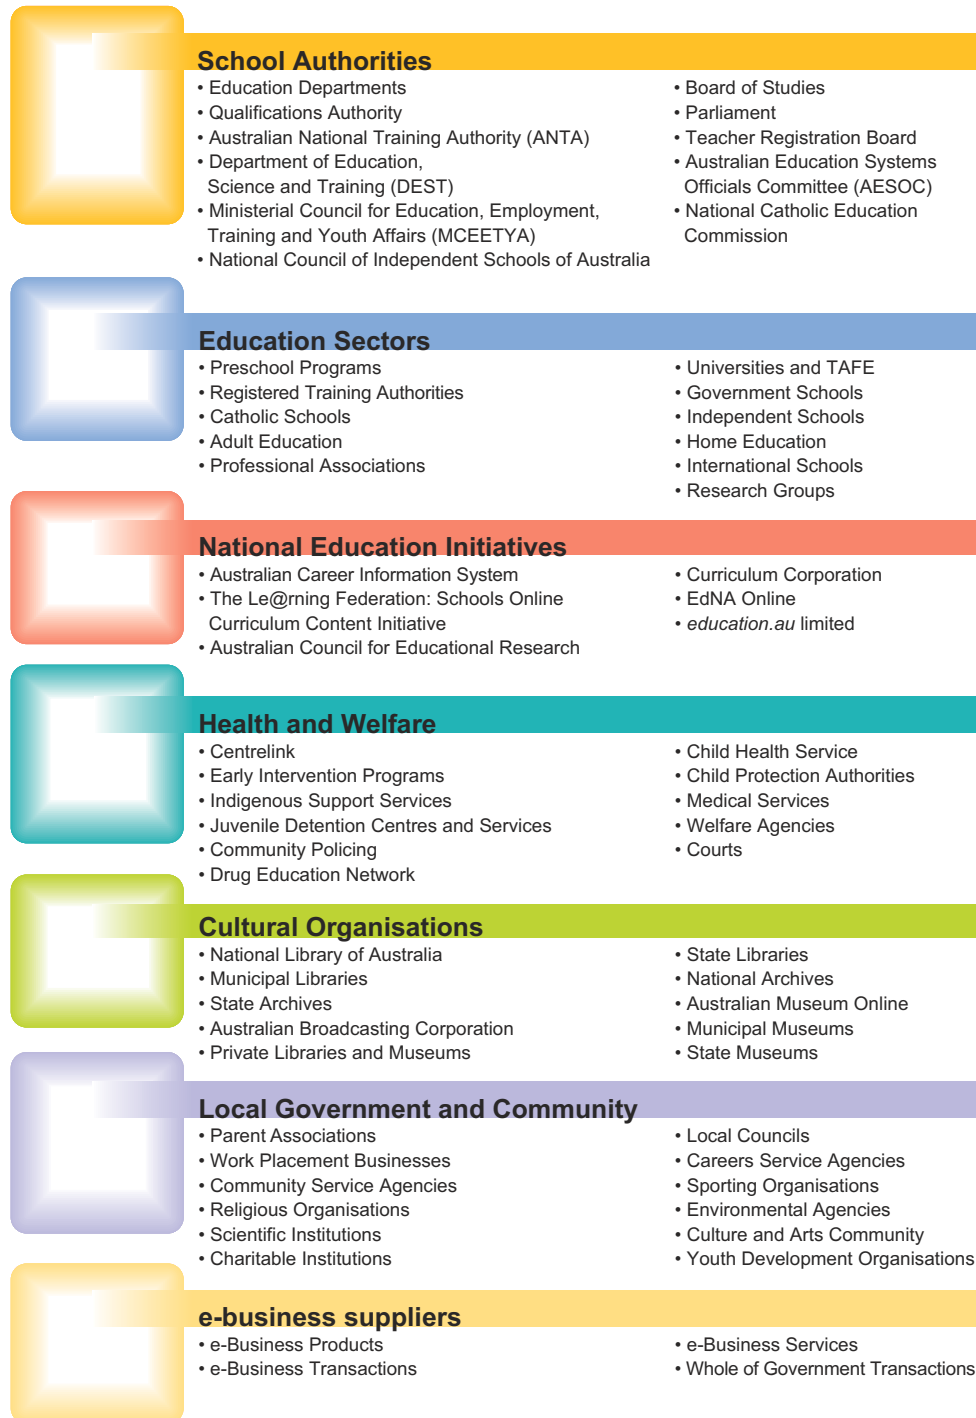 School Authorities
• Education Departments
• Qualifications Authority
• Australian National Training Authority (ANTA)
• Department of Education,
Science and Training (DEST)
• Ministerial Council for Education, Employment,
Training and Youth Affairs (MCEETYA)
• National Council of Independent Schools of Australia
• Board of Studies
• Parliament
• Teacher Registration Board
• Australian Education Systems
Officials Committee (AESOC)
• National Catholic Education
Commission
Education Sectors
• Preschool Programs
• Registered Training Authorities
• Catholic Schools
• Adult Education
• Professional Associations
• Universities and TAFE
• Government Schools
• Independent Schools
• Home Education
• International Schools
• Research Groups
National Education Initiatives
• Australian Career Information System
• The Le@rning Federation: Schools Online
Curriculum Content Initiative
• Australian Council for Educational Research
• Curriculum Corporation
• EdNA Online
• education.au limited
Health and Welfare
• Centrelink
• Early Intervention Programs
• Indigenous Support Services
• Juvenile Detention Centres and Services
• Community Policing
• Drug Education Network
• Child Health Service
• Child Protection Authorities
• Medical Services
• Welfare Agencies
• Courts
Cultural Organisations
• National Library of Australia
• Municipal Libraries
• State Archives
• Australian Broadcasting Corporation
• Private Libraries and Museums
• State Libraries
• National Archives
• Australian Museum Online
• Municipal Museums
• State Museums
Local Government and Community
• Parent Associations
• Work Placement Businesses
• Community Service Agencies
• Religious Organisations
• Scientific Institutions
• Charitable Institutions
• Local Councils
• Careers Service Agencies
• Sporting Organisations
• Environmental Agencies
• Culture and Arts Community
• Youth Development Organisations
e-business suppliers
• e-Business Products
• e-Business Transactions
• e-Business Services
• Whole of Government Transactions